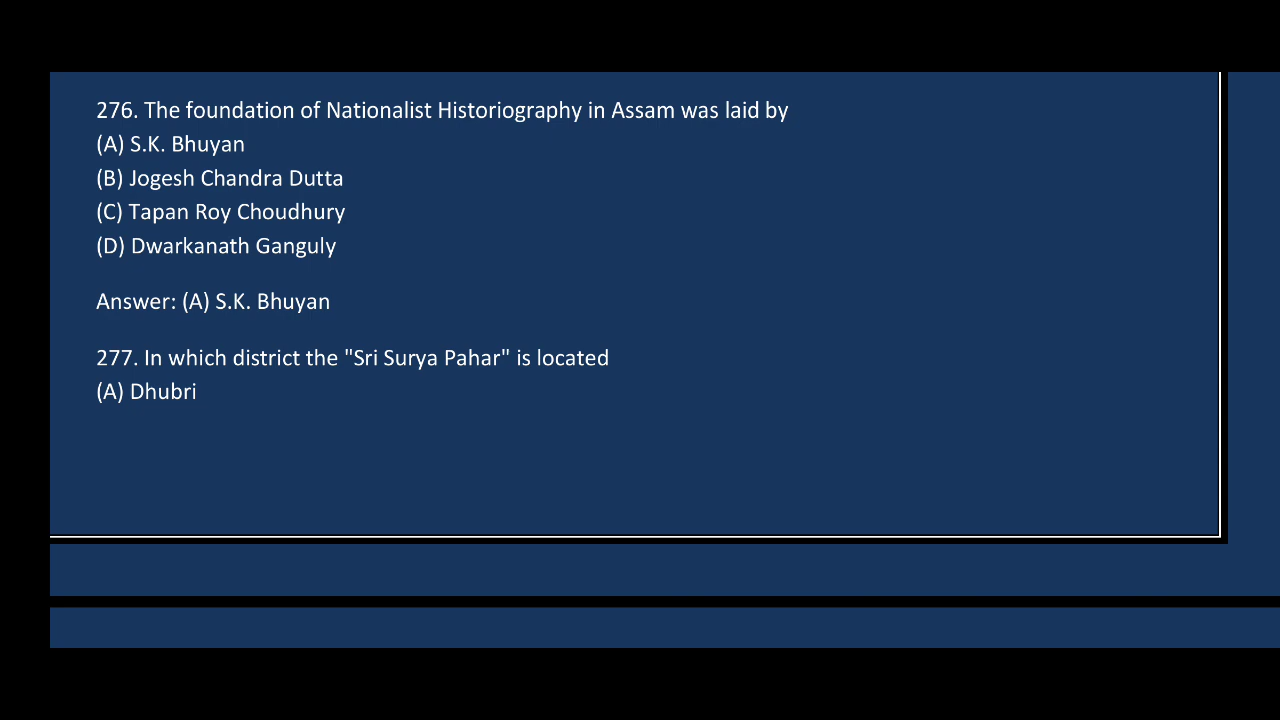 276. The foundation of Nationalist Historiography in Assam was laid by
(A) S.K. Bhuyan
(B) Jogesh Chandra Dutta
(C) Tapan Roy Choudhury
(D) Dwarkanath Ganguly
Answer: (A) S.K. Bhuyan
277. In which district the "Sri Surya Pahar" is located
(A) Dhubri